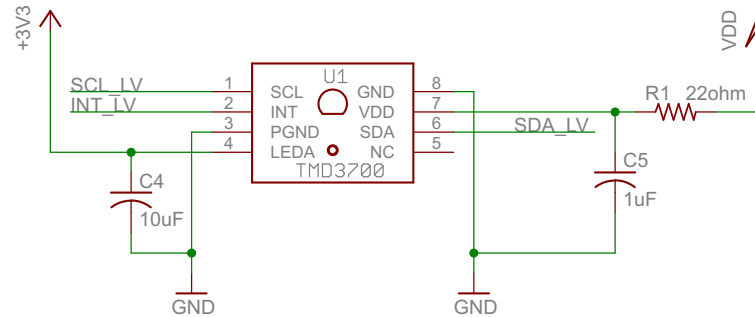 +3V3
VDD
U1
SCL_LV 1 SCL GND 8
INT_LV 2 INT VDD 7 R1 22ohm
3 PGND SDA 6 SDA_LV
4 LEDA NC 5
TMD3700
C4
10uF
C5
1uF
GND
GND